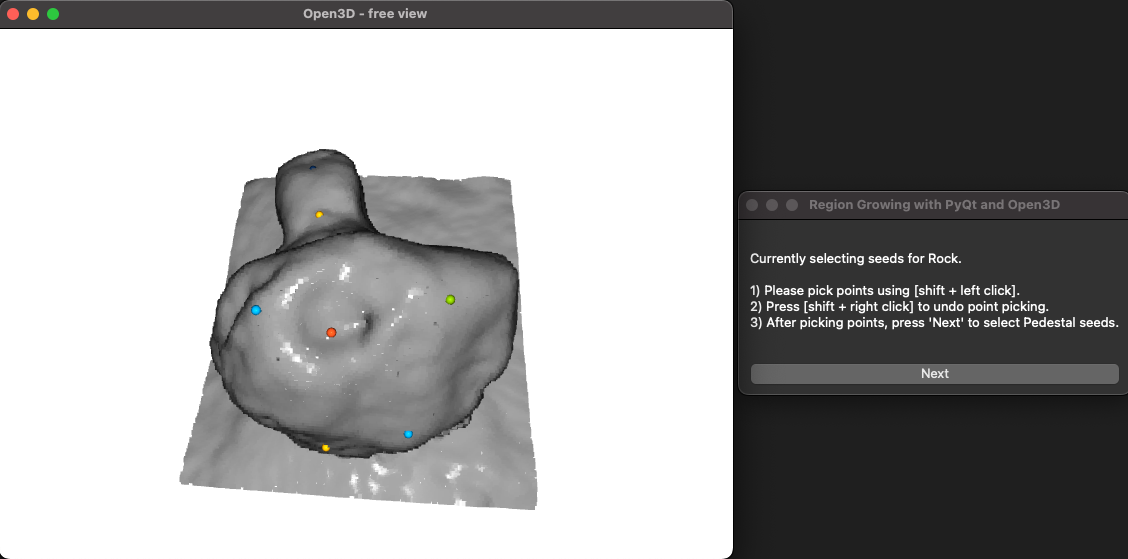 Open3D - free view
Region Growing with PyQt and Open3D
Currently selecting seeds for Rock.
1) Please pick points using [shift + left click].
2) Press [shift + right click] to undo point picking.
3) After picking points, press 'Next' to select Pedestal seeds.
Next